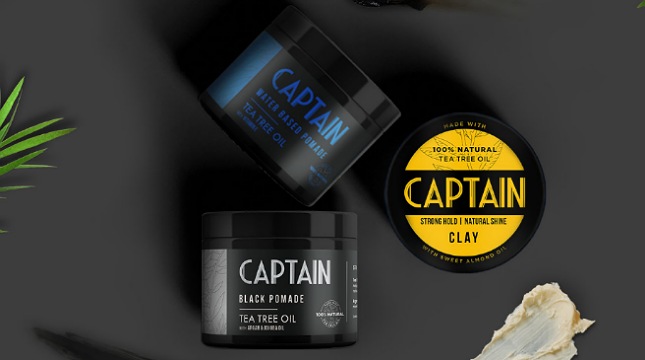 CAPTAIN
WATER BASED POMADE
TEA TREE OIL
MADE WITH
100% NATURAL
TEA TREE OIL
CAPTAIN
STRONG HOLD | NATURAL SHINE
CLAY
WITH SWEET ALMOND OIL
CAPTAIN
BLACK POMADE
TEA TREE OIL
100% NATURAL